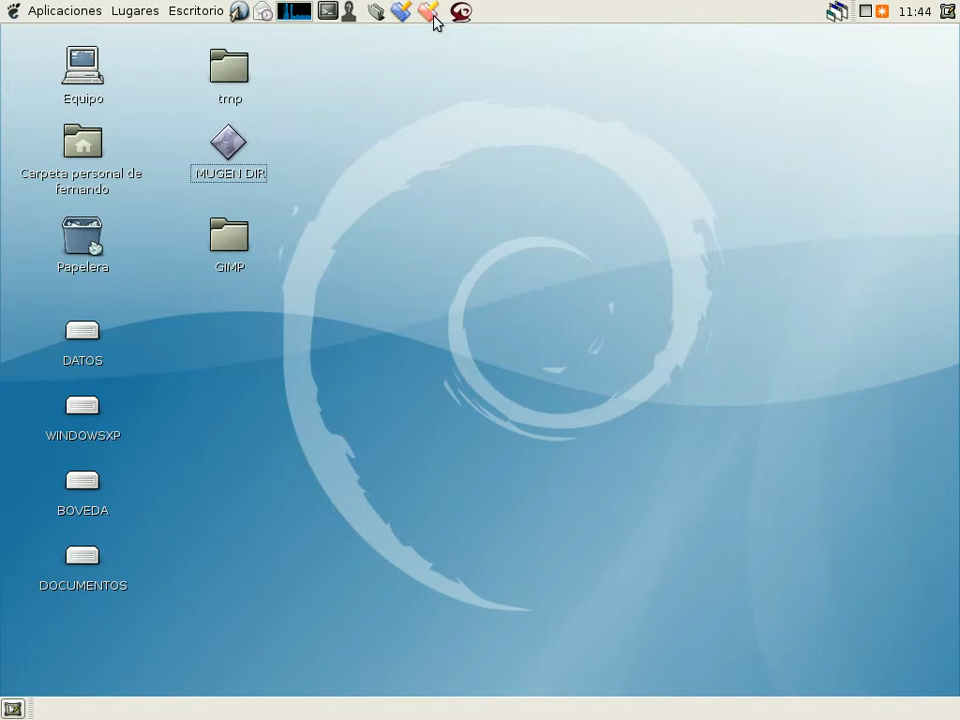 Aplicaciones Lugares Escritorio 11:44
Equipo
tmp
Carpeta personal de
fernando
MUGEN DIR
Papelera
GIMP
DATOS
WINDOWSXP
BOVEDA
DOCUMENTOS